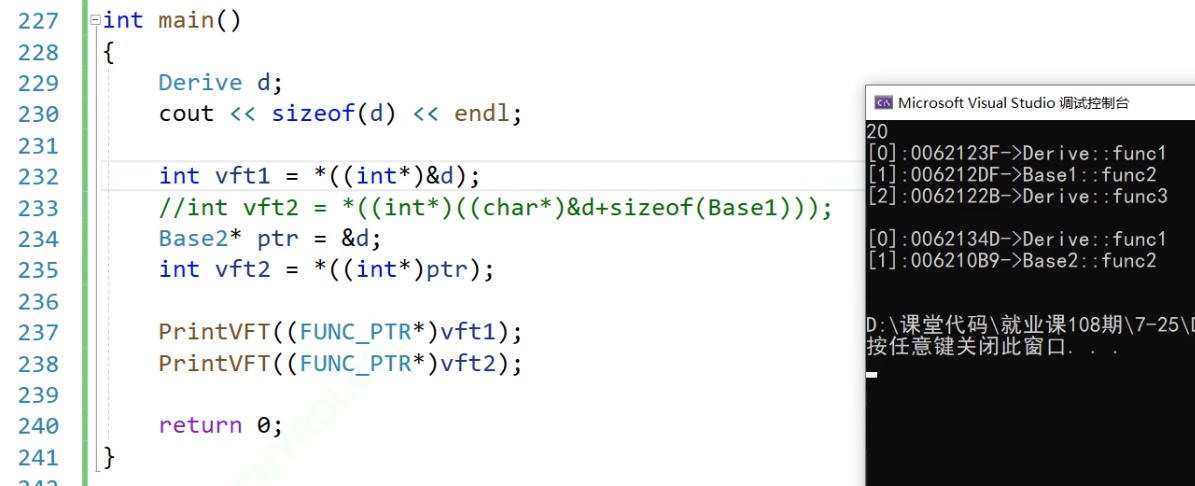 227 int main()
228 {
229 Derive d;
230 cout << sizeof(d) << endl;
231
232 int vft1 = *((int*)&d);
233 //int vft2 = *((int*)((char*)&d+sizeof(Base1)));
234 Base2* ptr = &d;
235 int vft2 = *((int*)ptr);
236
237 PrintVFT((FUNC_PTR*)vft1);
238 PrintVFT((FUNC_PTR*)vft2);
239
240 return 0;
241 }
Microsoft Visual Studio 调试控制台
20
[0]:0062123F->Derive::func1
[1]:006212DF->Base1::func2
[2]:0062122B->Derive::func3
[0]:0062134D->Derive::func1
[1]:006210B9->Base2::func2
D:\课堂代码\就业课108期\7-25\
按任意键关闭此窗口. . .